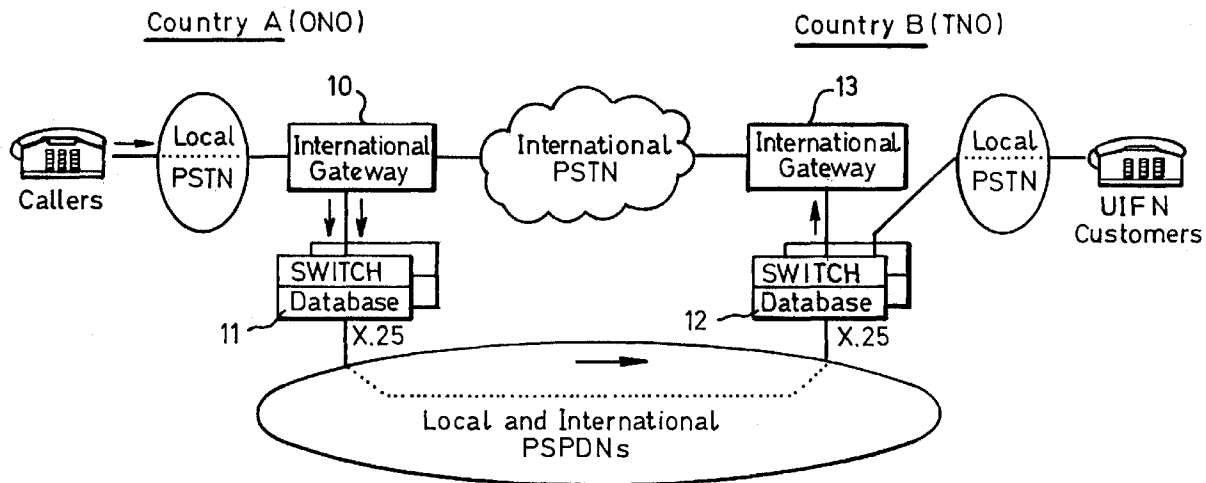 Country A (ONO)
Country B (TNO)
10
13
Local
PSTN
International
Gateway
International
PSTN
International
Gateway
Local
PSTN
Callers
UIFN
Customers
SWITCH
Database
11
X.25
SWITCH
Database
12
X.25
Local and International
PSPDNs